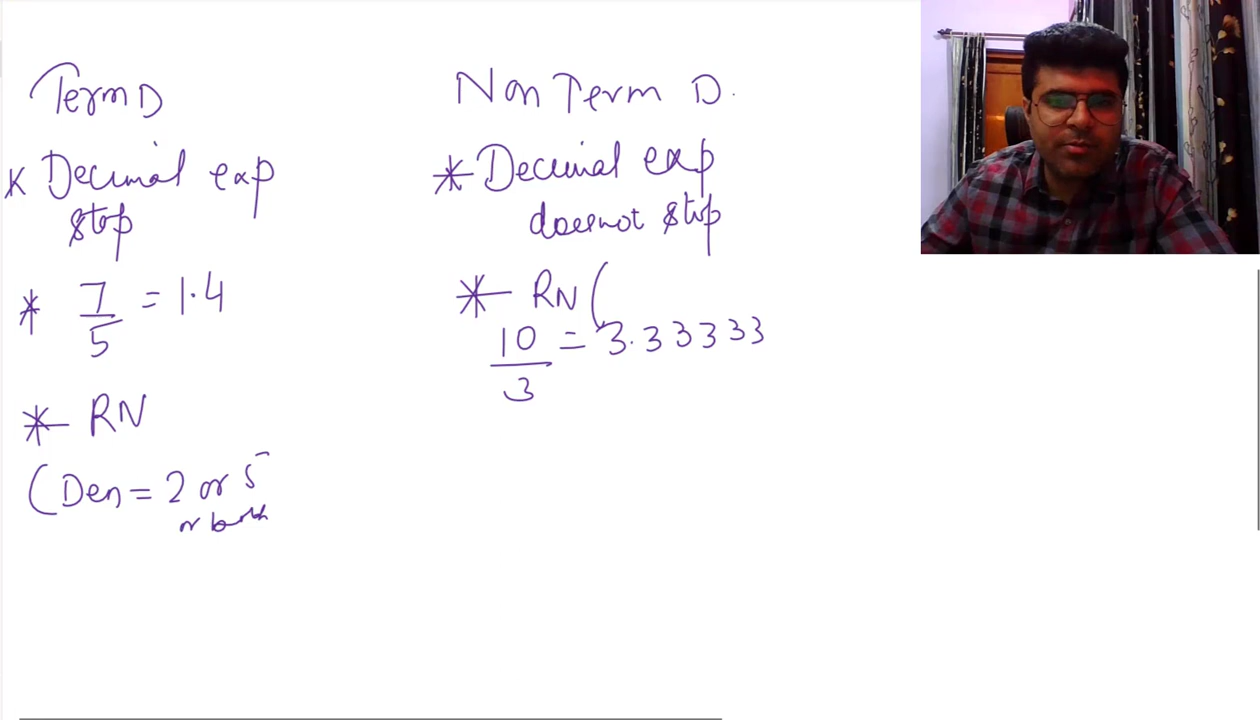 Term D
* Decimal exp
stop
* 7/5 = 1.4
* RN
(Den = 2 or 5
or both
Non Term D.
* Decimal exp
doesnot stop
* RN (
10/3 = 3.33333